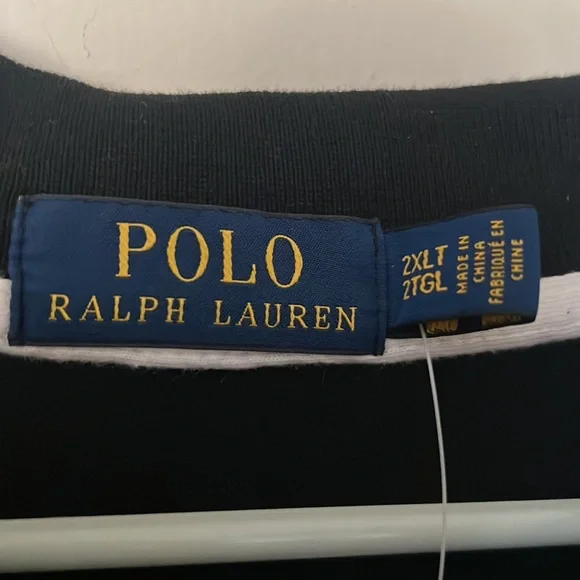 POLO
RALPH LAUREN
2XLT
2TGL
MADE IN
CHINA
FABRIQUÉ EN
CHINE